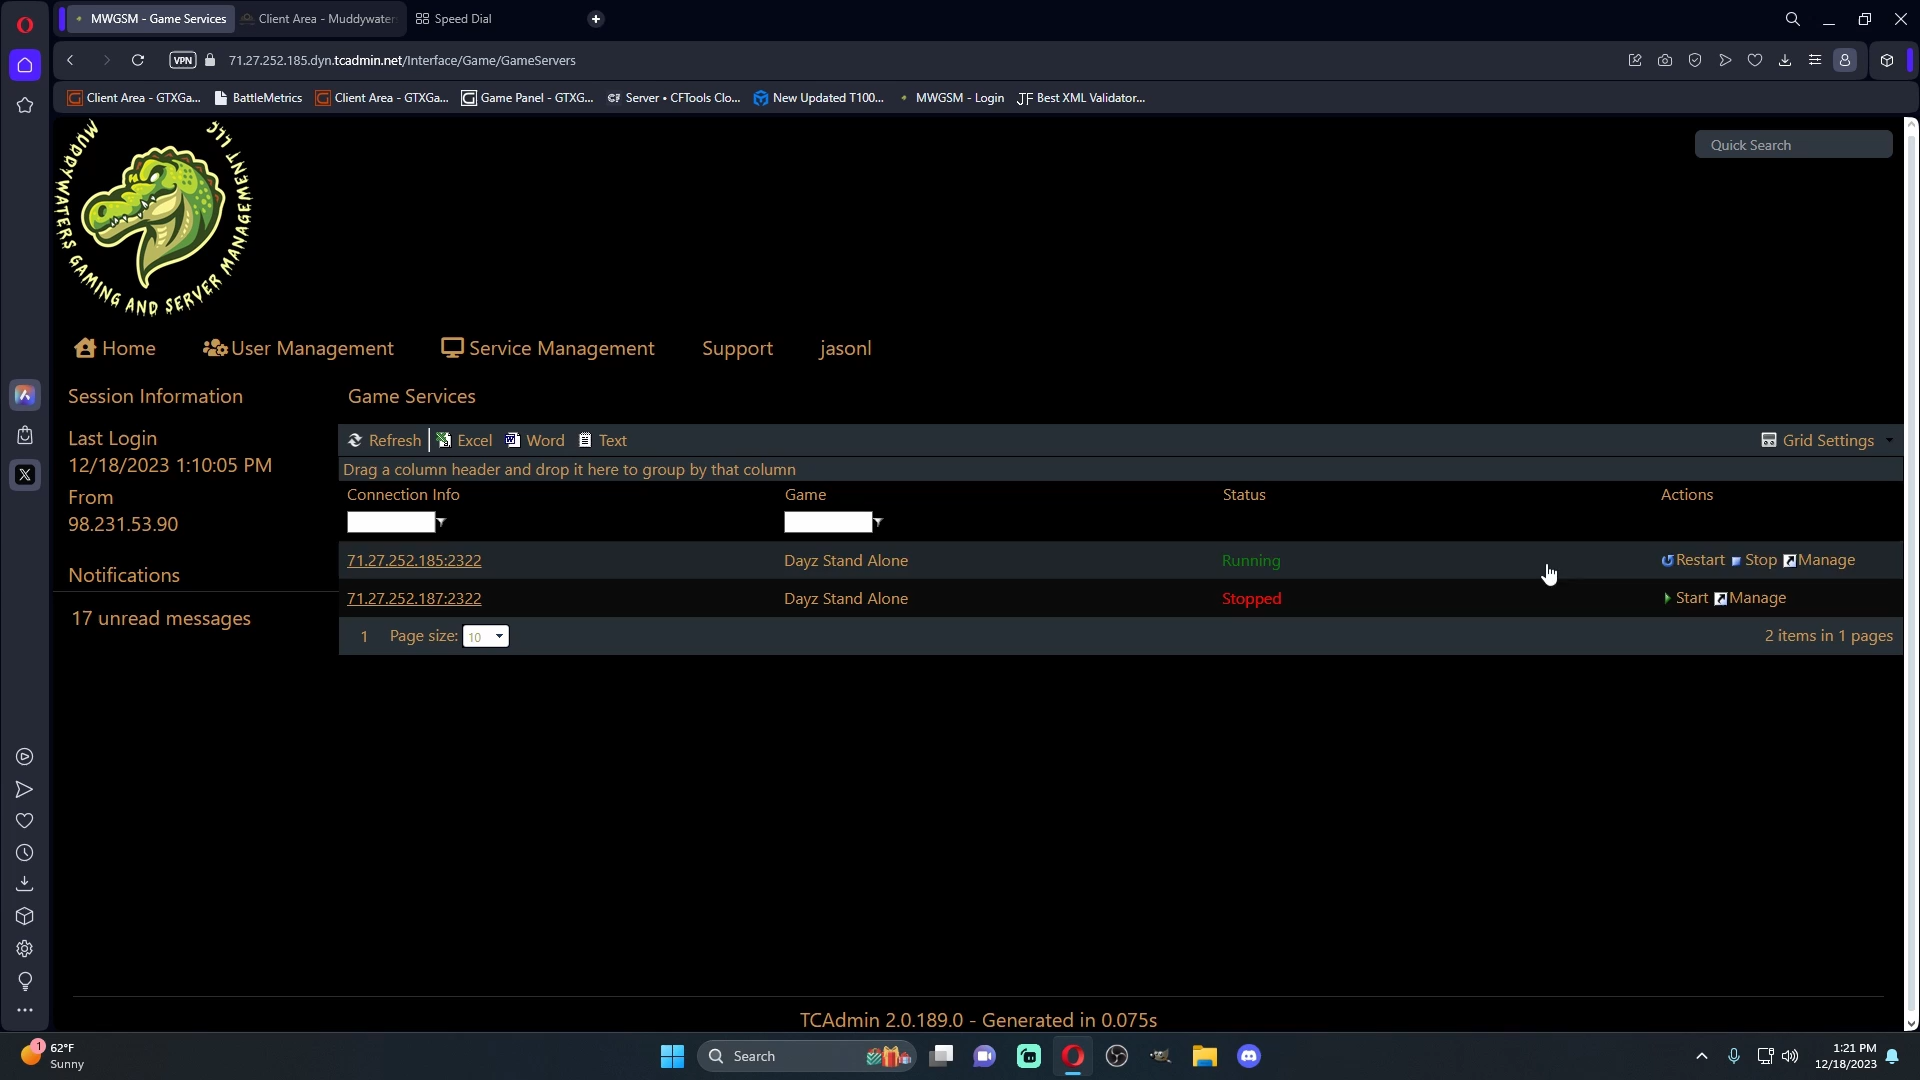 MWGSM - Game Services
Client Area - Muddywater
Speed Dial
VPN
71.27.252.185.dyn.tcadmin.net/Interface/Game/GameServers
Client Area - GTXGa...
BattleMetrics
Client Area - GTXGa...
Game Panel - GTXG...
CF Server • CFTools Clo...
New Updated T100...
MWGSM - Login
JF Best XML Validator...
MUDDYWATERS GAMING AND SERVER MANAGEMENT LLC
Quick Search
Home
User Management
Service Management
Support
jasonl
Session Information
Last Login
12/18/2023 1:10:05 PM
From
98.231.53.90
Notifications
17 unread messages
Game Services
Refresh Excel Word Text
Grid Settings
Drag a column header and drop it here to group by that column
Connection Info Game Status Actions
71.27.252.185:2322 Dayz Stand Alone Running Restart Stop Manage
71.27.252.187:2322 Dayz Stand Alone Stopped Start Manage
1 Page size: 10
2 items in 1 pages
TCAdmin 2.0.189.0 - Generated in 0.075s
1
62°F
Sunny
Search
1:21 PM
12/18/2023